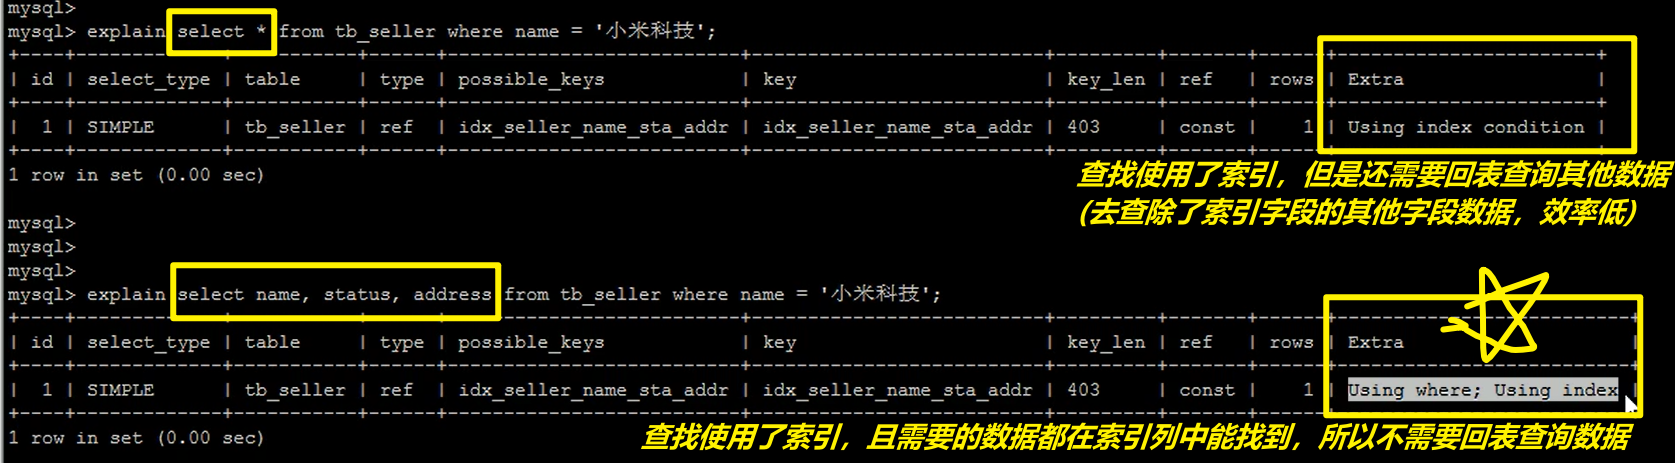 mysql>
mysql> explain select * from tb_seller where name = '小米科技';
+----+-------------+-----------+------+--------------------------+--------------------------+---------+-------+------+-----------------------+
| id | select_type | table | type | possible_keys | key | key_len | ref | rows | Extra |
| 1 | SIMPLE | tb_seller | ref | idx_seller_name_sta_addr | idx_seller_name_sta_addr | 403 | const | 1 | Using index condition |
1 row in set (0.00 sec)
查找使用了索引，但是还需要回表查询其他数据
(去查除了索引字段的其他字段数据，效率低)
mysql>
mysql>
mysql>
mysql> explain select name, status, address from tb_seller where name = '小米科技';
| id | select_type | table | type | possible_keys | key | key_len | ref | rows | Extra |
| 1 | SIMPLE | tb_seller | ref | idx_seller_name_sta_addr | idx_seller_name_sta_addr | 403 | const | 1 | Using where; Using index |
1 row in set (0.00 sec)
查找使用了索引，且需要的数据都在索引列中能找到，所以不需要回表查询数据